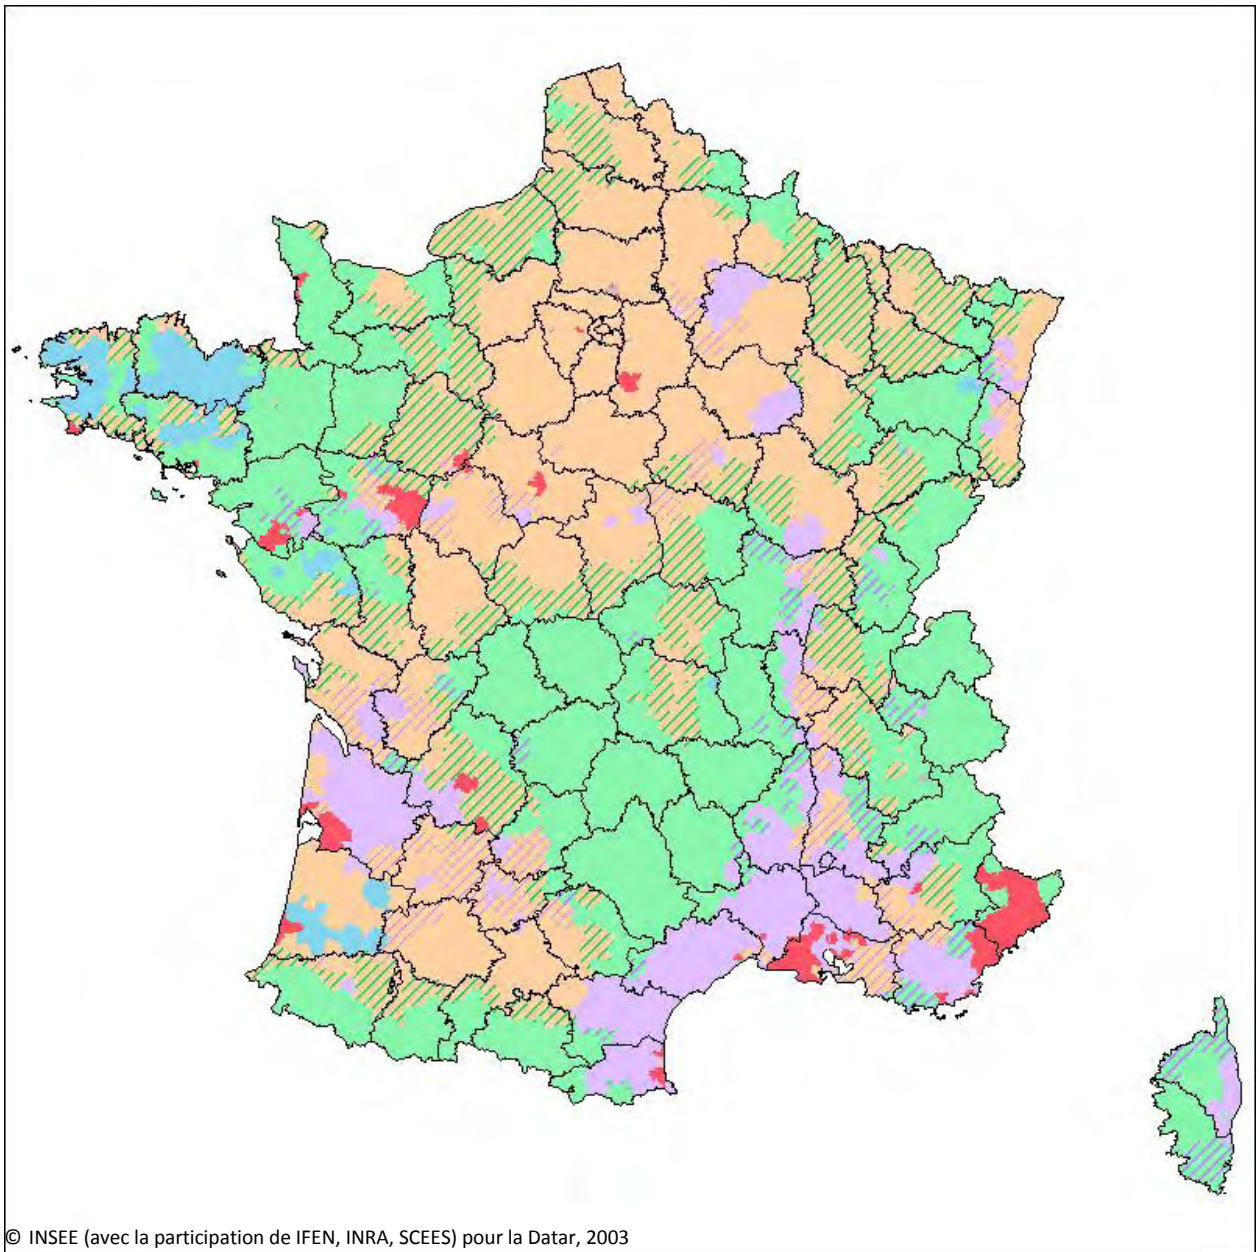 © INSEE (avec la participation de IFEN, INRA, SCEES) pour la Datar, 2003